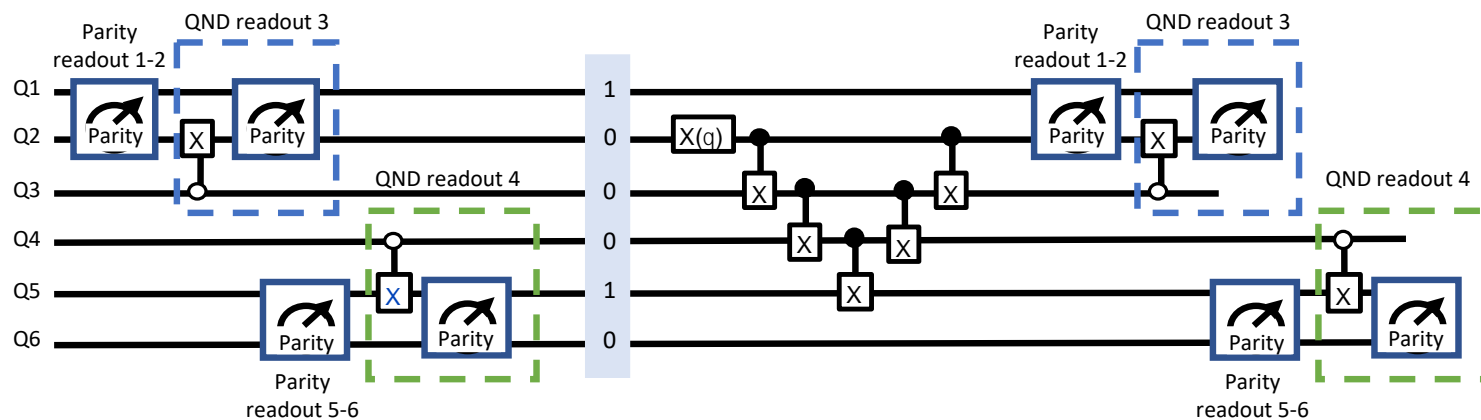 Parity
readout 1-2
QND readout 3
Parity
readout 1-2
QND readout 3
Q1
Parity
Parity
1
Parity
Parity
Q2
X
0
X(q)
X
Q3
QND readout 4
0
X
X
QND readout 4
Q4
0
X
X
Q5
X
1
X
X
Parity
Parity
Parity
Parity
Q6
0
Parity
readout 5-6
Parity
readout 5-6